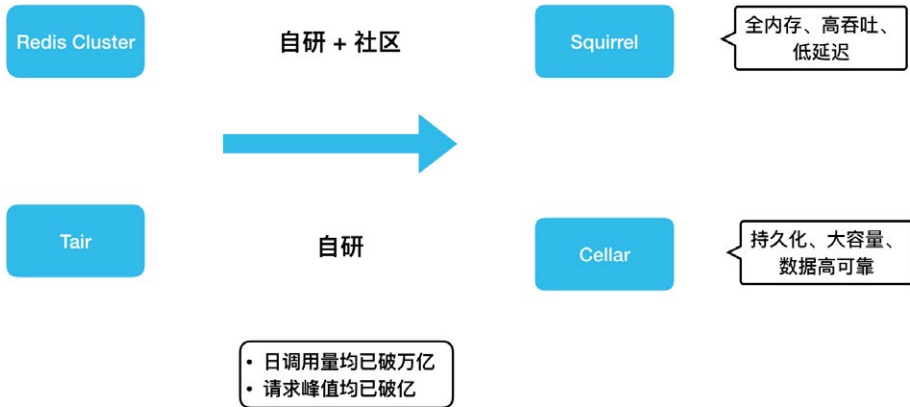 Redis Cluster
自研 + 社区
Squirrel
全内存、高吞吐、
低延迟
Tair
自研
Cellar
持久化、大容量、
数据高可靠
• 日调用量均已破万亿
• 请求峰值均已破亿